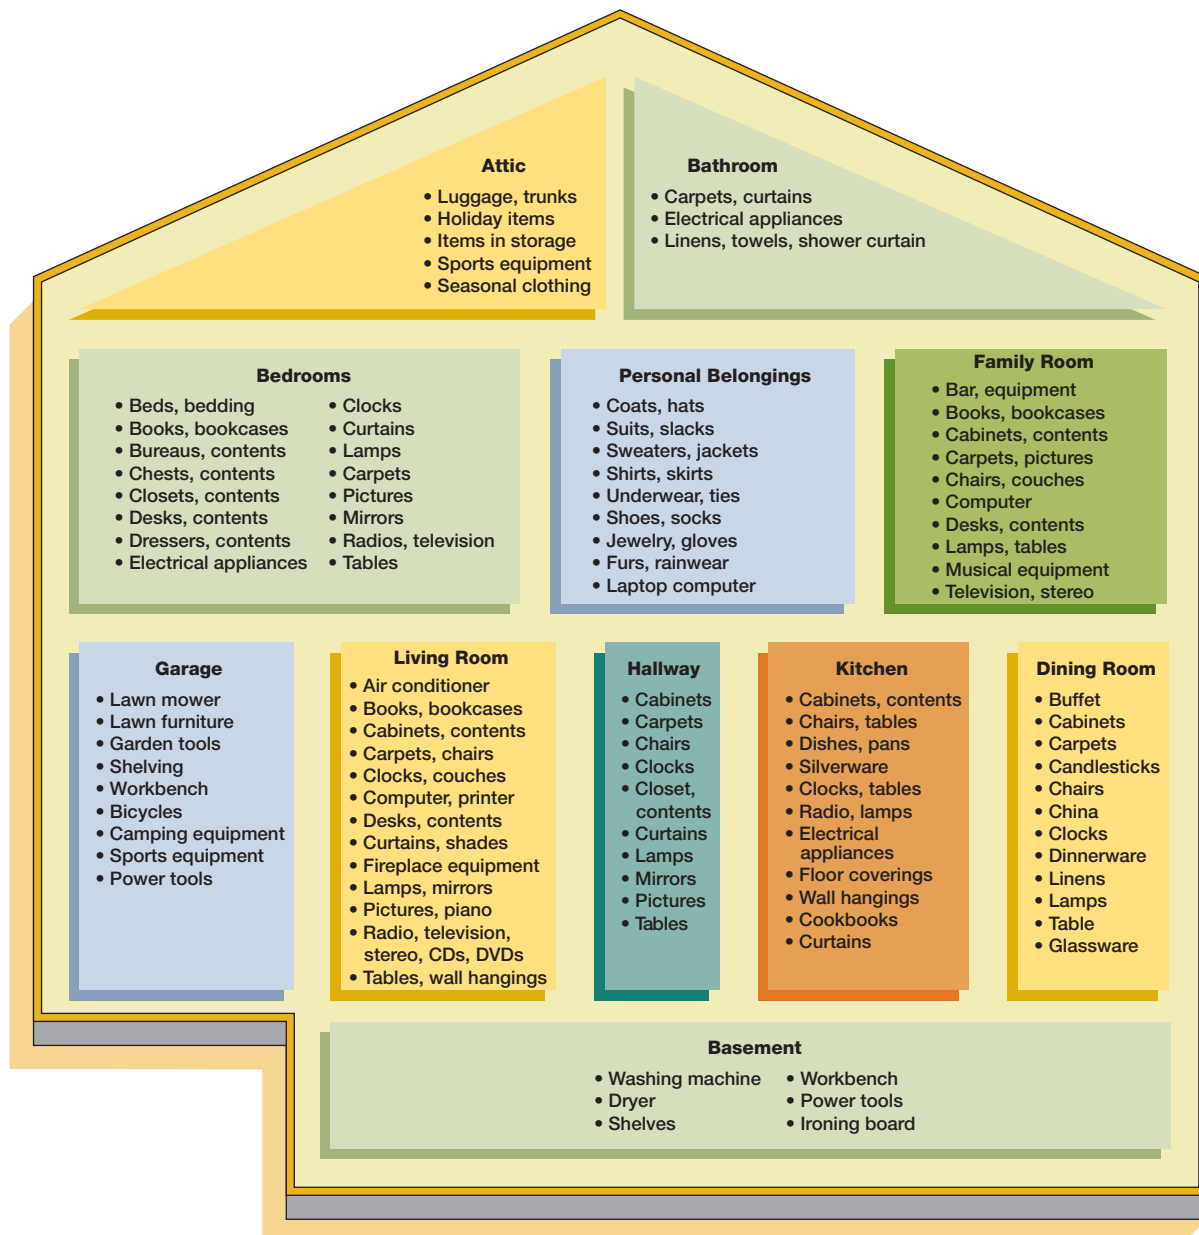 Attic
• Luggage, trunks
• Holiday items
• Items in storage
• Sports equipment
• Seasonal clothing
Bathroom
• Carpets, curtains
• Electrical appliances
• Linens, towels, shower curtain
Bedrooms
• Beds, bedding
• Books, bookcases
• Bureaus, contents
• Chests, contents
• Closets, contents
• Desks, contents
• Dressers, contents
• Electrical appliances
• Clocks
• Curtains
• Lamps
• Carpets
• Pictures
• Mirrors
• Radios, television
• Tables
Personal Belongings
• Coats, hats
• Suits, slacks
• Sweaters, jackets
• Shirts, skirts
• Underwear, ties
• Shoes, socks
• Jewelry, gloves
• Furs, rainwear
• Laptop computer
Family Room
• Bar, equipment
• Books, bookcases
• Cabinets, contents
• Carpets, pictures
• Chairs, couches
• Computer
• Desks, contents
• Lamps, tables
• Musical equipment
• Television, stereo
Garage
• Lawn mower
• Lawn furniture
• Garden tools
• Shelving
• Workbench
• Bicycles
• Camping equipment
• Sports equipment
• Power tools
Living Room
• Air conditioner
• Books, bookcases
• Cabinets, contents
• Carpets, chairs
• Clocks, couches
• Computer, printer
• Desks, contents
• Curtains, shades
• Fireplace equipment
• Lamps, mirrors
• Pictures, piano
• Radio, television,
stereo, CDs, DVDs
• Tables, wall hangings
Hallway
• Cabinets
• Carpets
• Chairs
• Clocks
• Closet,
contents
• Curtains
• Lamps
• Mirrors
• Pictures
• Tables
Kitchen
• Cabinets, contents
• Chairs, tables
• Dishes, pans
• Silverware
• Clocks, tables
• Radio, lamps
• Electrical
appliances
• Floor coverings
• Wall hangings
• Cookbooks
• Curtains
Dining Room
• Buffet
• Cabinets
• Carpets
• Candlesticks
• Chairs
• China
• Clocks
• Dinnerware
• Linens
• Lamps
• Table
• Glassware
Basement
• Washing machine
• Dryer
• Shelves
• Workbench
• Power tools
• Ironing board